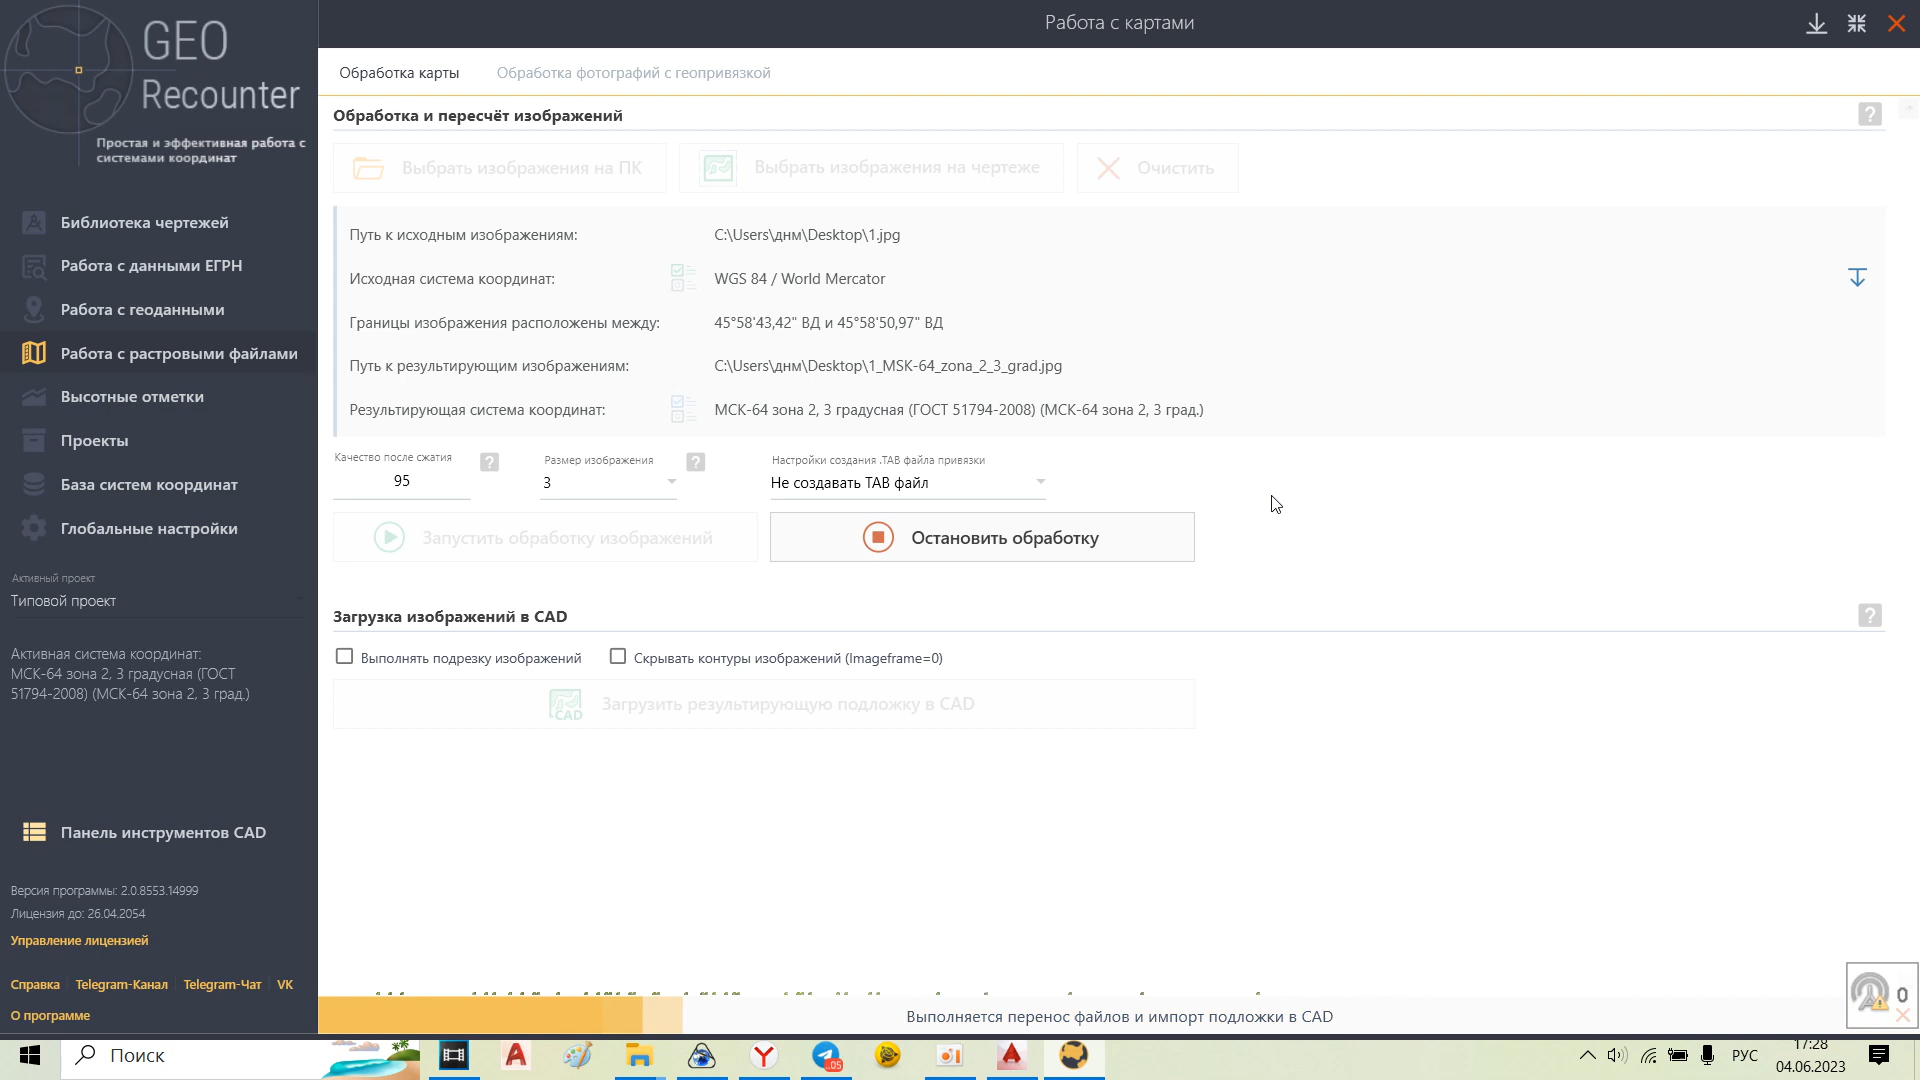 GEO
Recounter
Простая и эффективная работа с
системами координат
Библиотека чертежей
Работа с данными ЕГРН
Работа с геоданными
Работа с растровыми файлами
Высотные отметки
Проекты
База систем координат
Глобальные настройки
Активный проект
Типовой проект
Активная система координат:
МСК-64 зона 2, 3 градусная (ГОСТ
51794-2008) (МСК-64 зона 2, 3 град.)
Панель инструментов CAD
Версия программы: 2.0.8553.14999
Лицензия до: 26.04.2054
Управление лицензией
Справка Telegram-Канал Telegram-Чат VK
О программе
Работа с картами
Обработка карты Обработка фотографий с геопривязкой
Обработка и пересчёт изображений ?
Выбрать изображения на ПК Выбрать изображения на чертеже Очистить
Путь к исходным изображениям: C:\Users\днм\Desktop\1.jpg
Исходная система координат: WGS 84 / World Mercator
Границы изображения расположены между: 45°58'43,42" ВД и 45°58'50,97" ВД
Путь к результирующим изображениям: C:\Users\днм\Desktop\1_MSK-64_zona_2_3_grad.jpg
Результирующая система координат: МСК-64 зона 2, 3 градусная (ГОСТ 51794-2008) (МСК-64 зона 2, 3 град.)
Качество после сжатия ? Размер изображения ? Настройки создания .TAB файла привязки
95 3 Не создавать TAB файл
Запустить обработку изображений Остановить обработку
Загрузка изображений в CAD ?
Выполнять подрезку изображений Скрывать контуры изображений (Imageframe=0)
CAD Загрузить результирующую подложку в CAD
0
Выполняется перенос файлов и импорт подложки в CAD
Поиск
РУС
17:28
04.06.2023